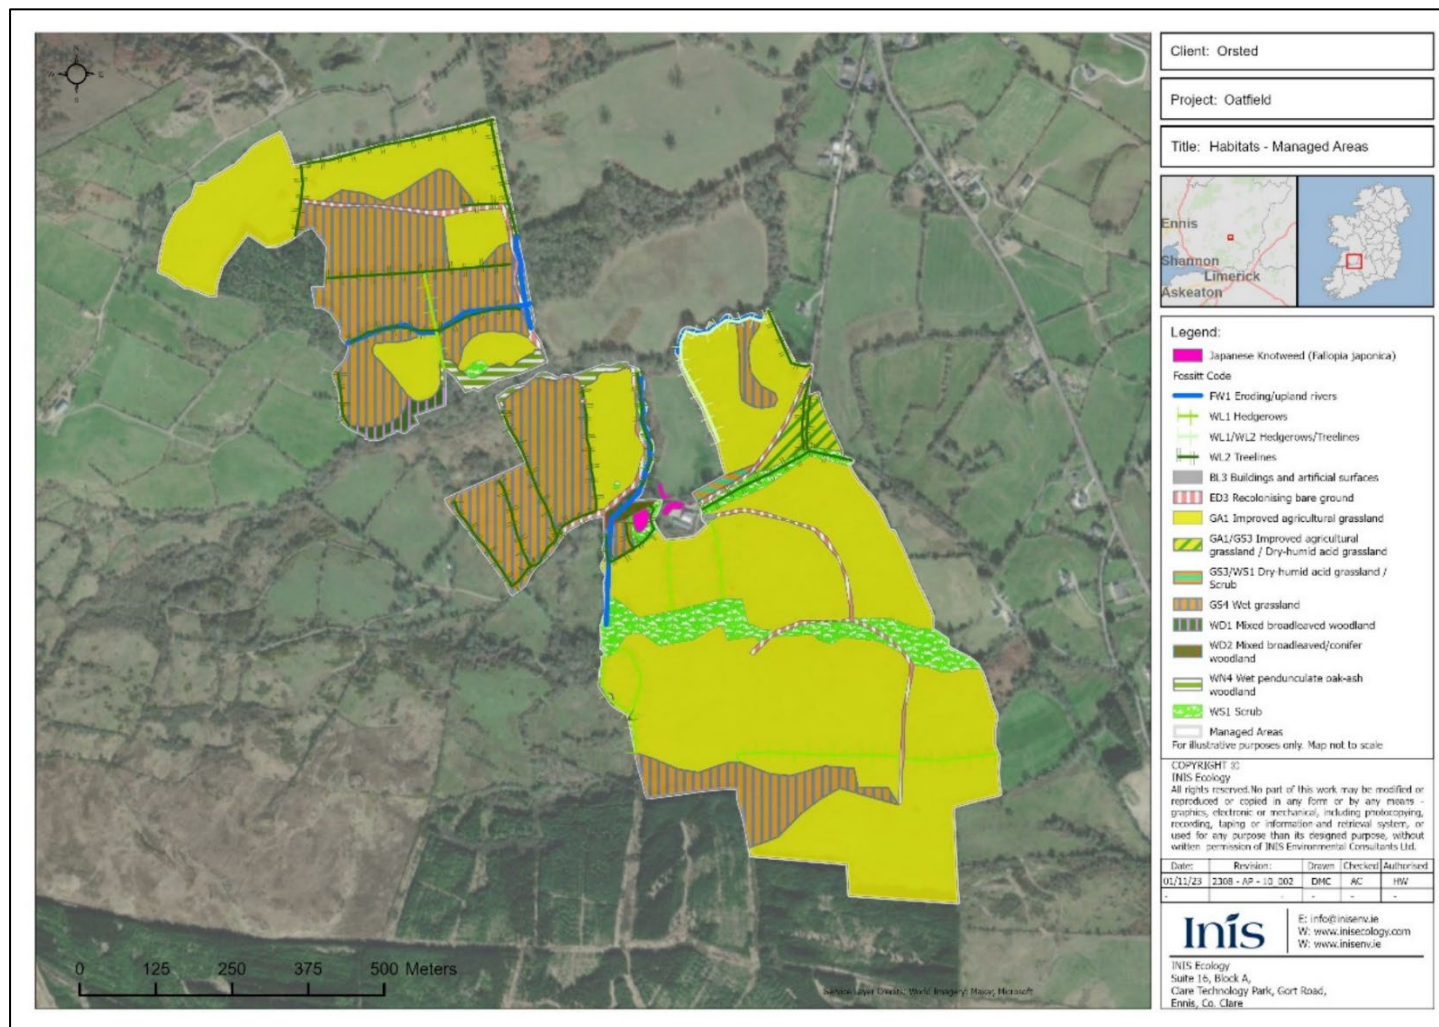 N
W
E
S
0 125 250 375 500 Meters
Service Layer Credits: World Imagery: Maxar, Microsoft
Client: Orsted
Project: Oatfield
Title: Habitats - Managed Areas
Ennis
Shannon
Limerick
Askeaton
Legend:
Japanese Knotweed (Fallopia japonica)
Fossitt Code
FW1 Eroding/upland rivers
WL1 Hedgerows
WL1/WL2 Hedgerows/Treelines
WL2 Treelines
BL3 Buildings and artificial surfaces
ED3 Recolonising bare ground
GA1 Improved agricultural grassland
GA1/GS3 Improved agricultural
grassland / Dry-humid acid grassland
GS3/WS1 Dry-humid acid grassland /
Scrub
GS4 Wet grassland
WD1 Mixed broadleaved woodland
WD2 Mixed broadleaved/conifer
woodland
WN4 Wet pendunculate oak-ash
woodland
WS1 Scrub
Managed Areas
For illustrative purposes only. Map not to scale
COPYRIGHT ©
INIS Ecology
All rights reserved.No part of this work may be modified or
reproduced or copied in any form or by any means -
graphics, electronic or mechanical, including photocopying,
recording, taping or information and retrieval system, or
used for any purpose than its designed purpose, without
written permission of INIS Environmental Consultants Ltd.
Date: Revision: Drawn Checked Authorised
01/11/23 2308 - AP - 10_002 DMC AC HW
- - - - -
Inis
E: info@inisenv.ie
W: www.inisecology.com
W: www.inisenv.ie
INIS Ecology
Suite 16, Block A,
Clare Technology Park, Gort Road,
Ennis, Co. Clare